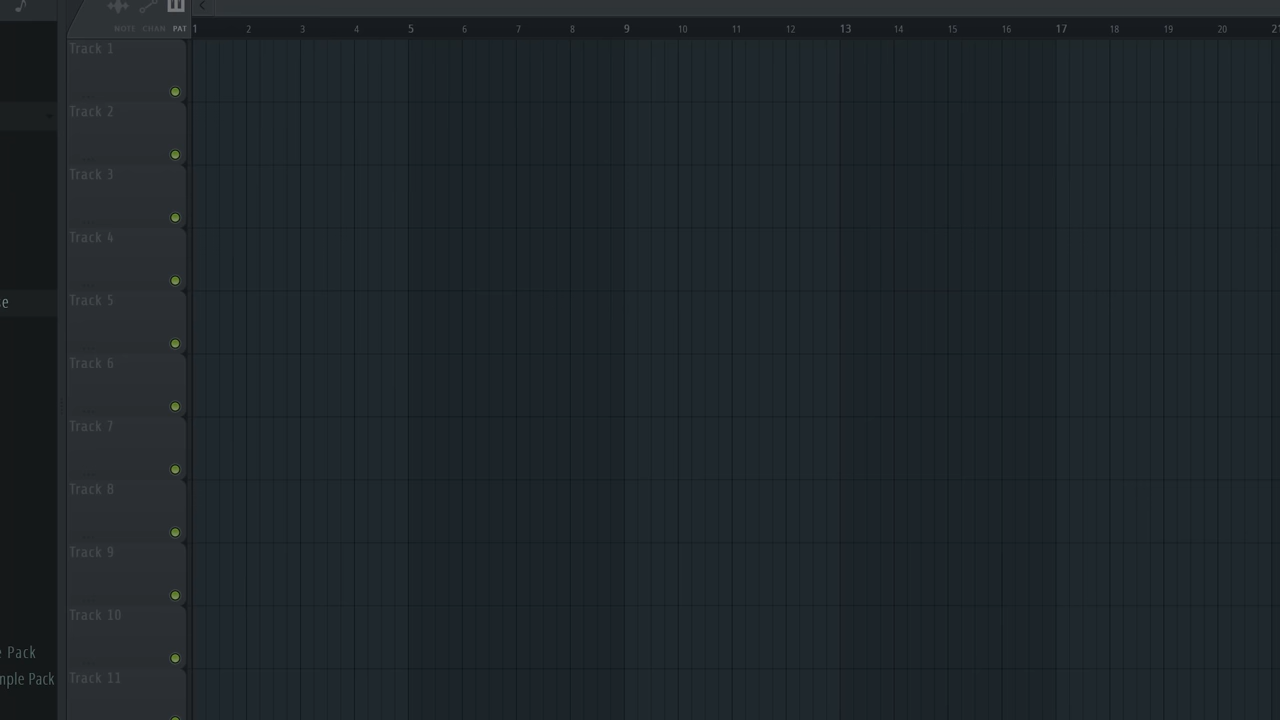 NOTE CHAN PAT
1 2 3 4 5 6 7 8 9 10 11 12 13 14 15 16 17 18 19 20
Track 1
Track 2
Track 3
Track 4
Track 5
Track 6
Track 7
Track 8
Track 9
Track 10
Track 11
Pack
Pack